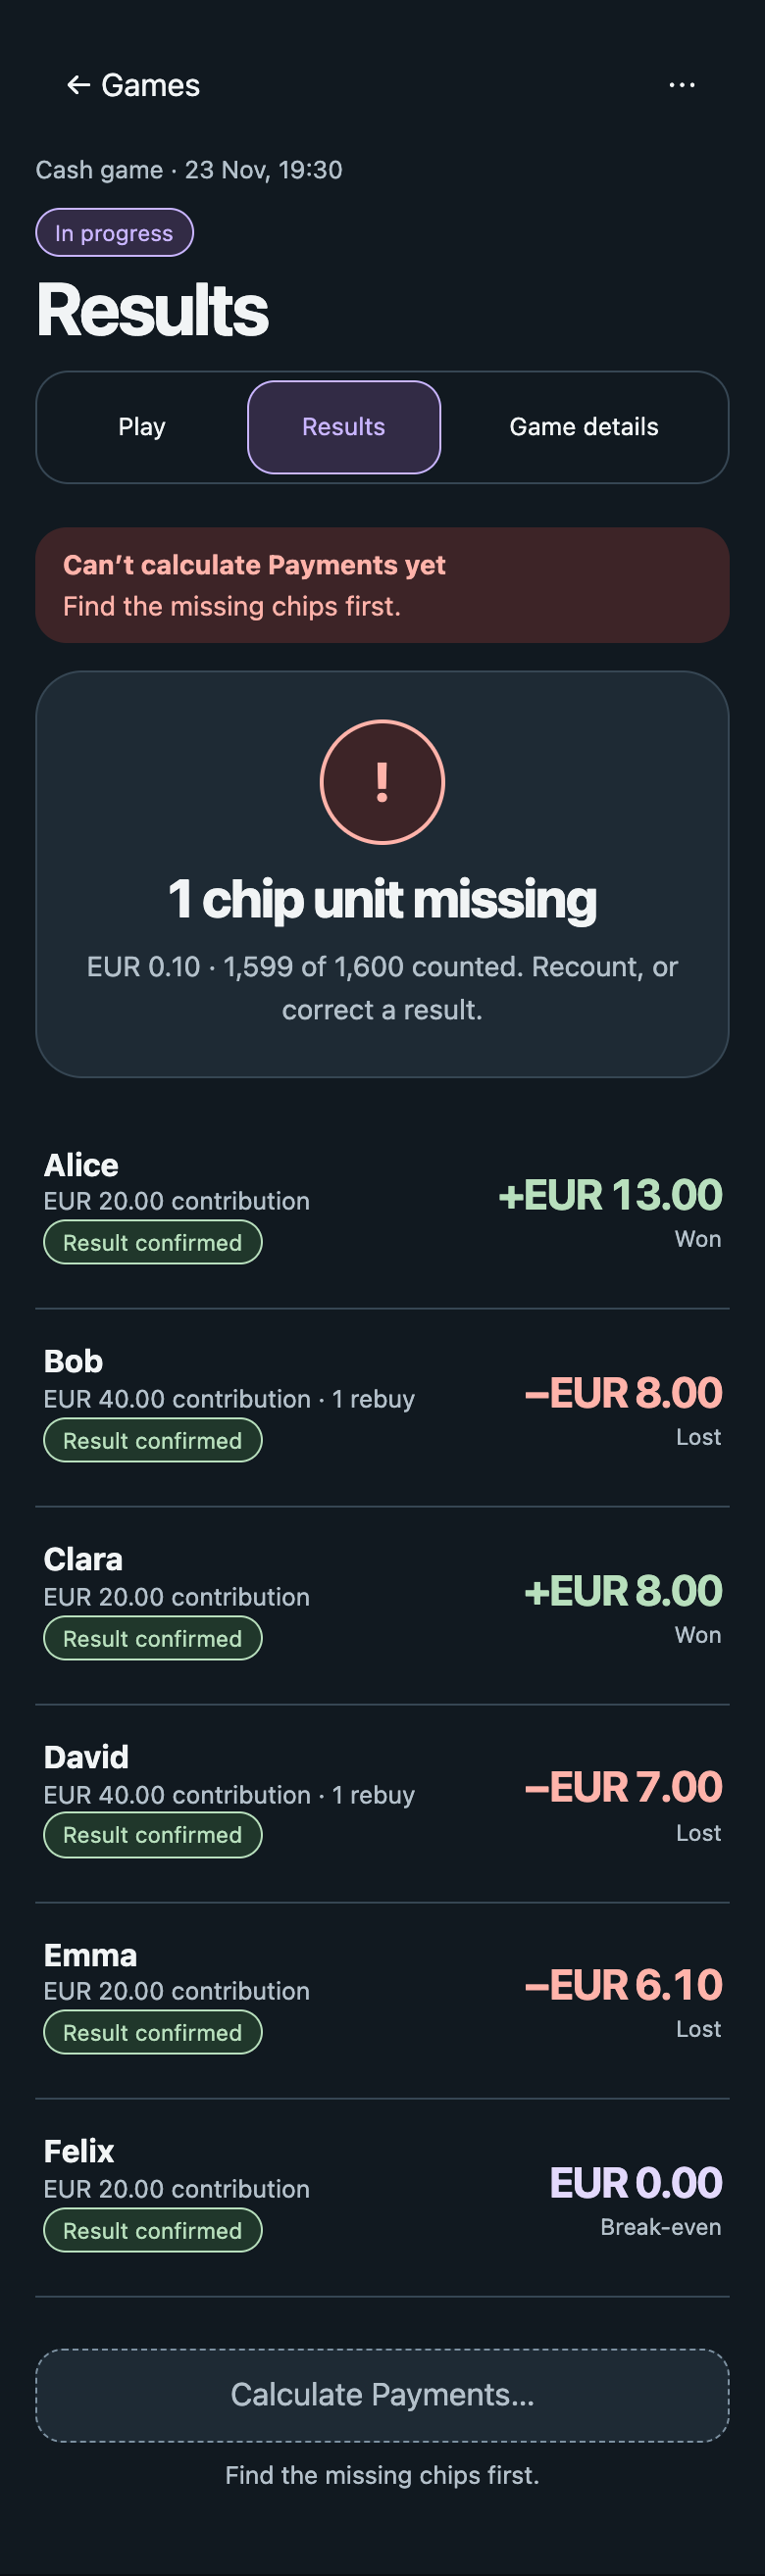 ← Games
...
Cash game · 23 Nov, 19:30
In progress
Results
Play
Results
Game details
Can’t calculate Payments yet
Find the missing chips first.
!
1 chip unit missing
EUR 0.10 · 1,599 of 1,600 counted. Recount, or
correct a result.
Alice
EUR 20.00 contribution
Result confirmed
+EUR 13.00
Won
Bob
EUR 40.00 contribution · 1 rebuy
Result confirmed
−EUR 8.00
Lost
Clara
EUR 20.00 contribution
Result confirmed
+EUR 8.00
Won
David
EUR 40.00 contribution · 1 rebuy
Result confirmed
−EUR 7.00
Lost
Emma
EUR 20.00 contribution
Result confirmed
−EUR 6.10
Lost
Felix
EUR 20.00 contribution
Result confirmed
EUR 0.00
Break-even
Calculate Payments...
Find the missing chips first.